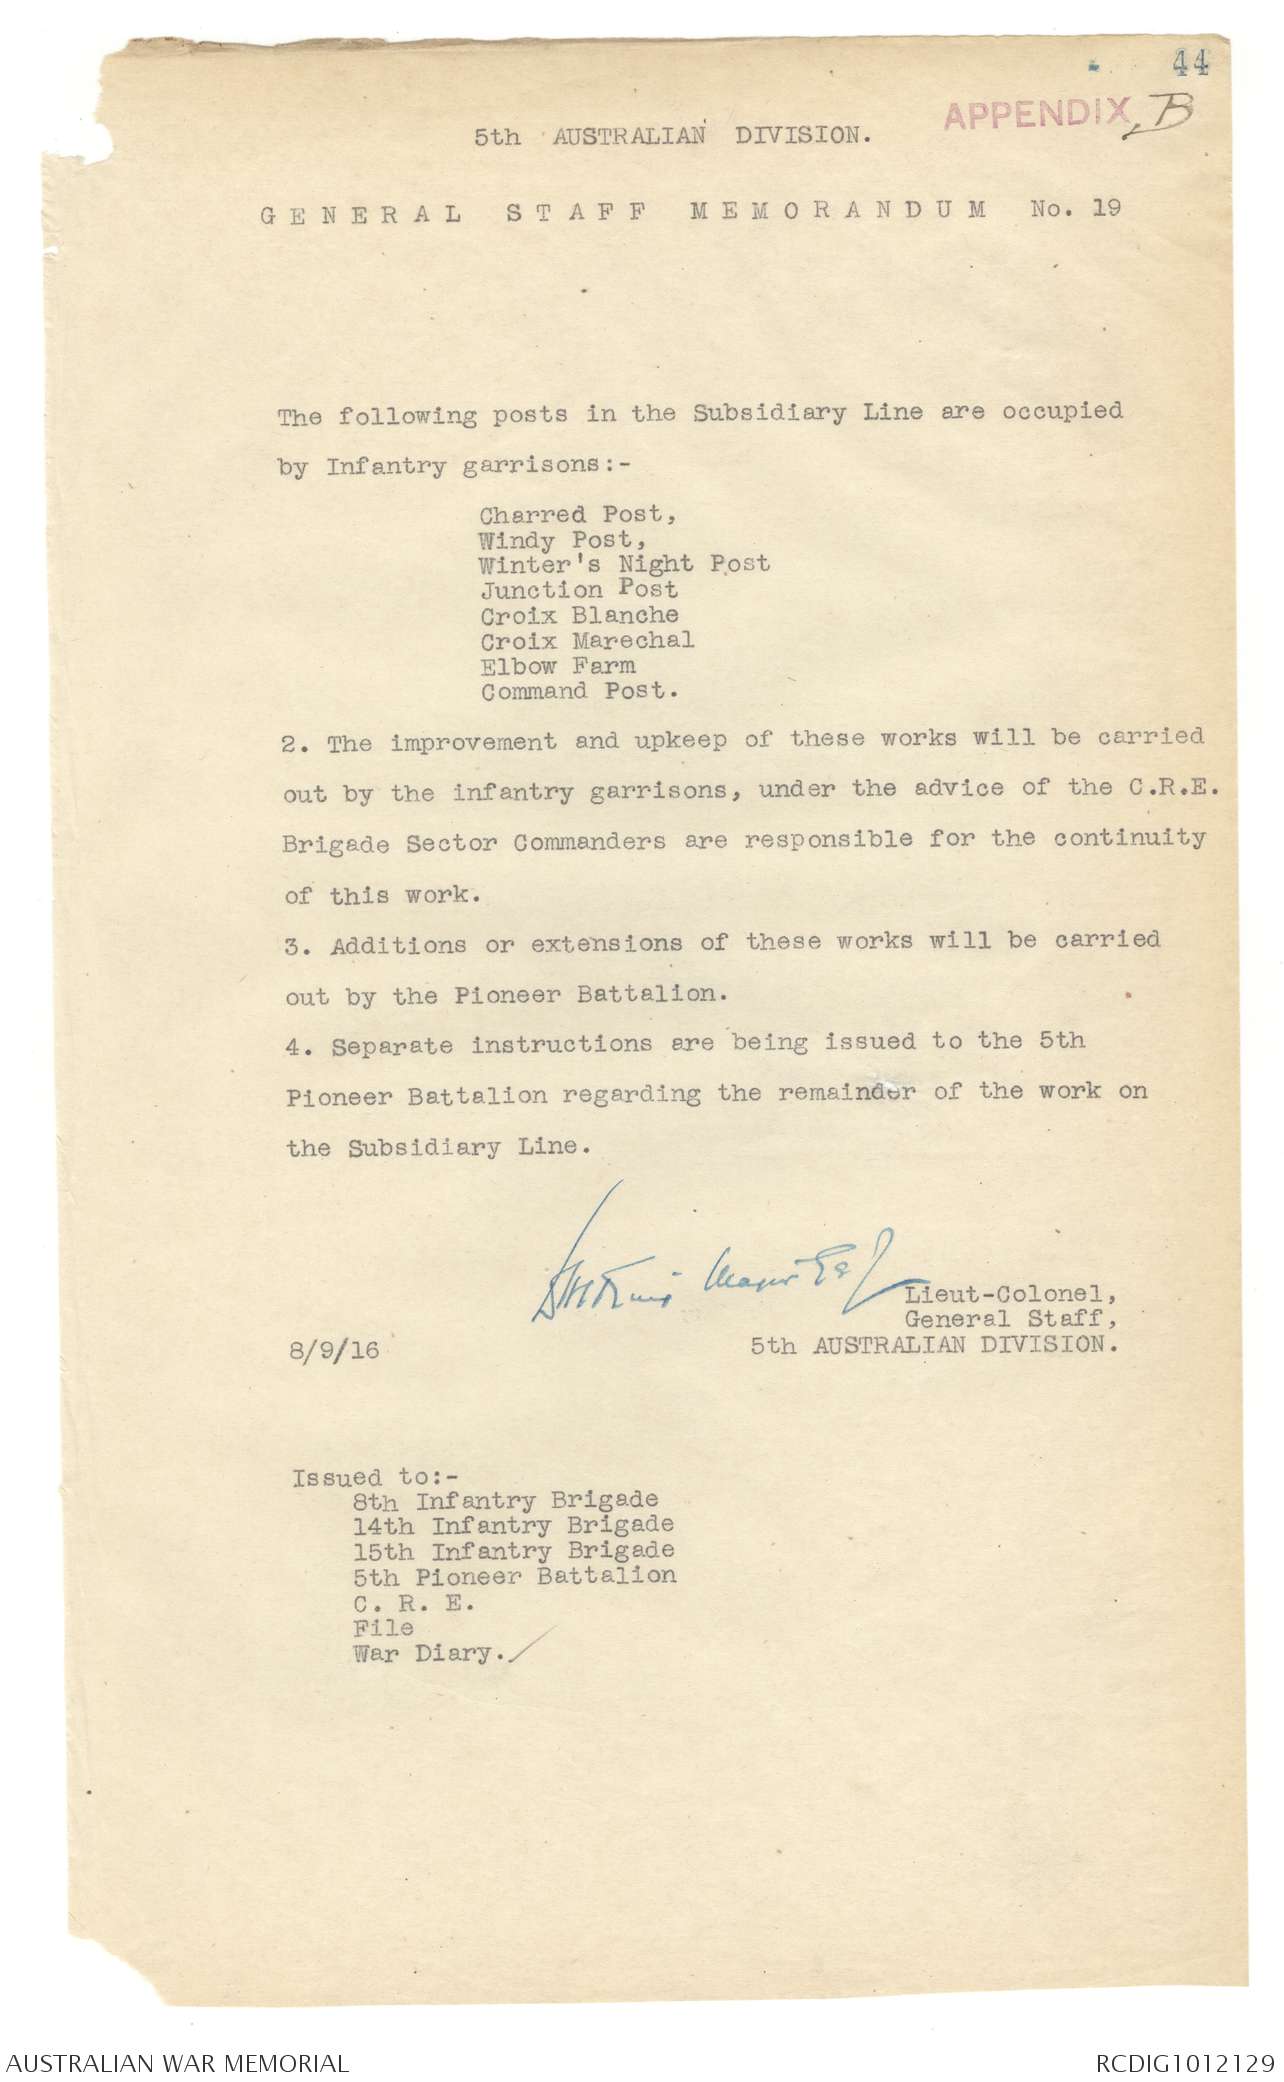 44
APPENDIX B
5th AUSTRALIAN DIVISION.
GENERAL STAFF MEMORANDUM No. 19
The following posts in the Subsidiary Line are occupied
by Infantry garrisons:-
Charred Post,
Windy Post,
Winter's Night Post
Junction Post
Croix Blanche
Croix Marechal
Elbow Farm
Command Post.
2. The improvement and upkeep of these works will be carried
out by the infantry garrisons, under the advice of the C.R.E.
Brigade Sector Commanders are responsible for the continuity
of this work.
3. Additions or extensions of these works will be carried
out by the Pioneer Battalion.
4. Separate instructions are being issued to the 5th
Pioneer Battalion regarding the remainder of the work on
the Subsidiary Line.
Major
Lieut-Colonel,
General Staff,
8/9/16 5th AUSTRALIAN DIVISION.
Issued to:-
8th Infantry Brigade
14th Infantry Brigade
15th Infantry Brigade
5th Pioneer Battalion
C. R. E.
File
War Diary.
AUSTRALIAN WAR MEMORIAL RCDIG1012129